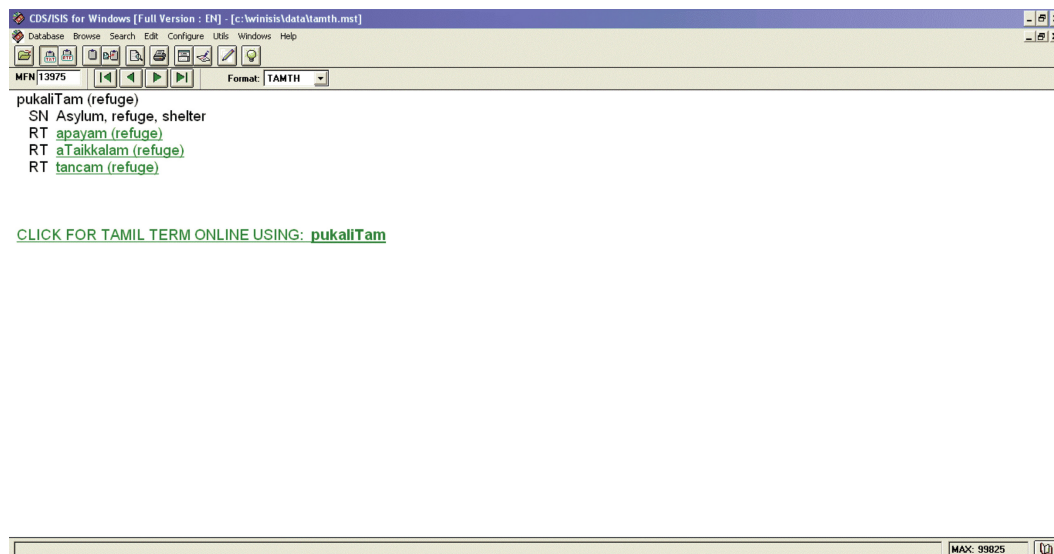 CDS/ISIS for Windows [Full Version : EN] - [c:\winisis\data\tamth.mst]
Database Browse Search Edit Configure Utils Windows Help
MFN 13975 Format: TAMTH
pukaliTam (refuge)
SN Asylum, refuge, shelter
RT apayam (refuge)
RT aTaikkalam (refuge)
RT tancam (refuge)
CLICK FOR TAMIL TERM ONLINE USING: pukaliTam
MAX: 99825